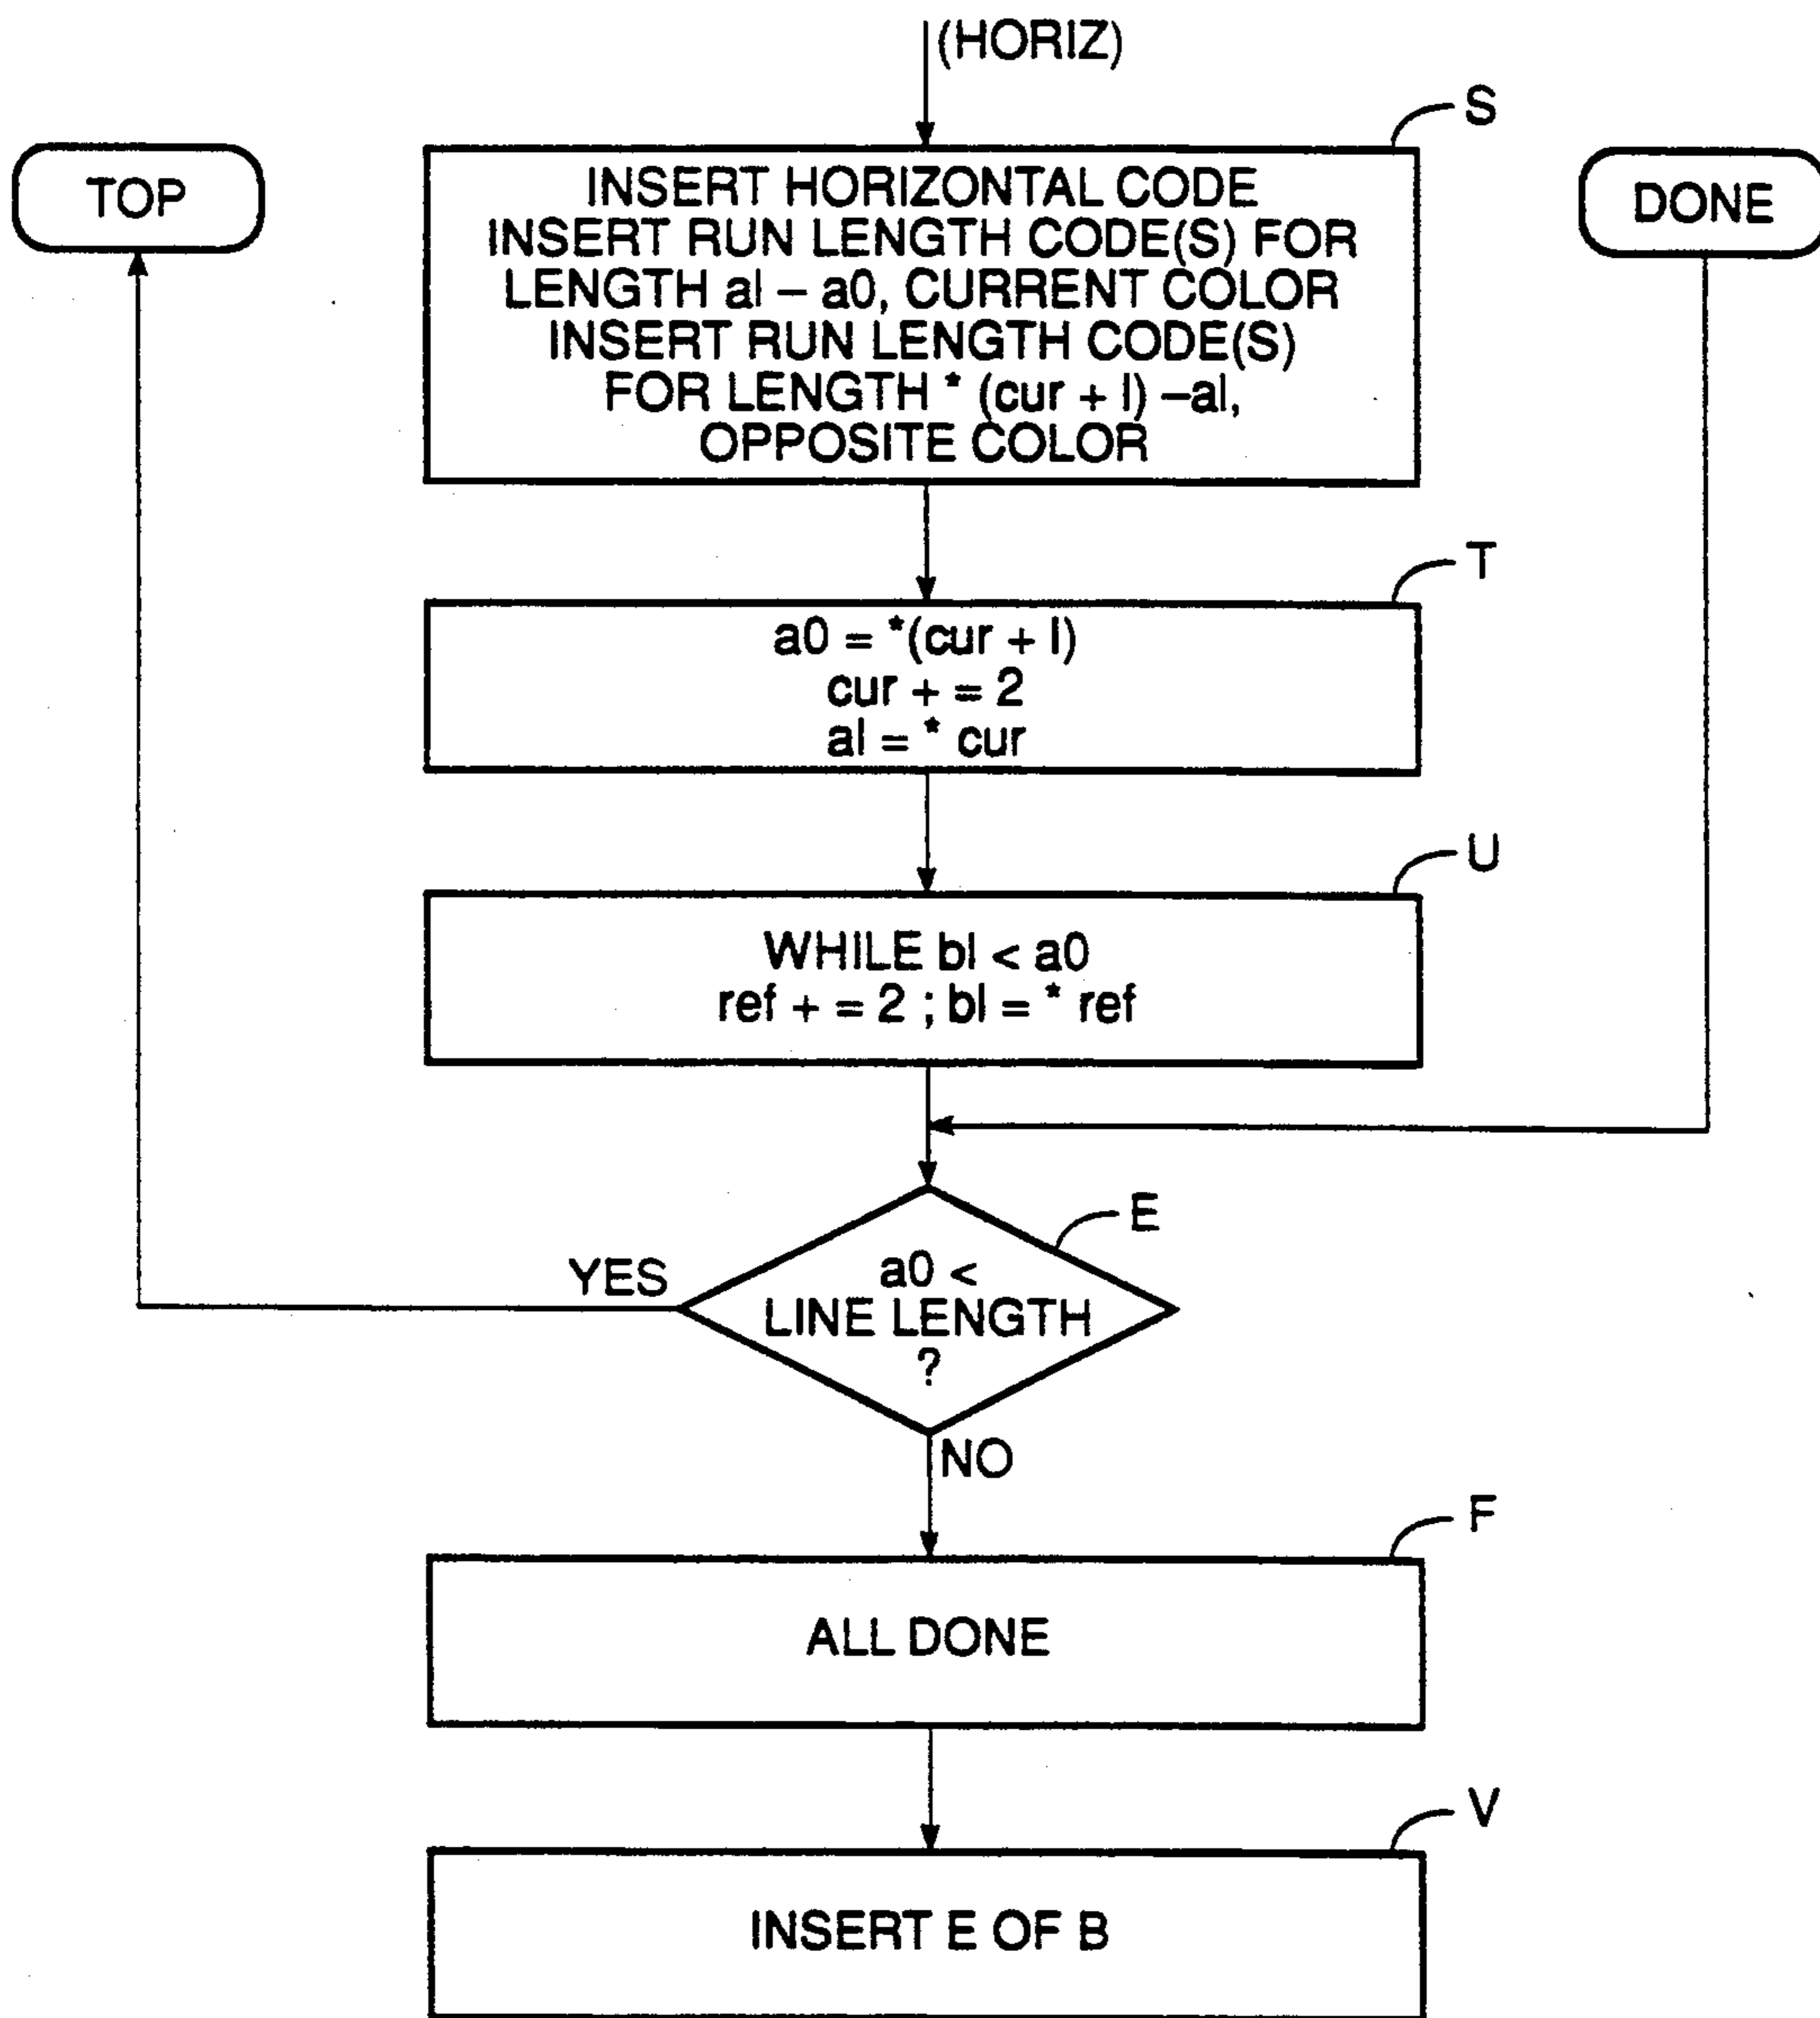 (HORIZ)
S
TOP
DONE
INSERT HORIZONTAL CODE
INSERT RUN LENGTH CODE(S) FOR
LENGTH al – a0, CURRENT COLOR
INSERT RUN LENGTH CODE(S)
FOR LENGTH * (cur + l) –al,
OPPOSITE COLOR
T
a0 = *(cur + l)
cur + = 2
al = * cur
U
WHILE bl < a0
ref + = 2 ; bl = * ref
E
YES
a0 <
LINE LENGTH
?
NO
F
ALL DONE
V
INSERT E OF B